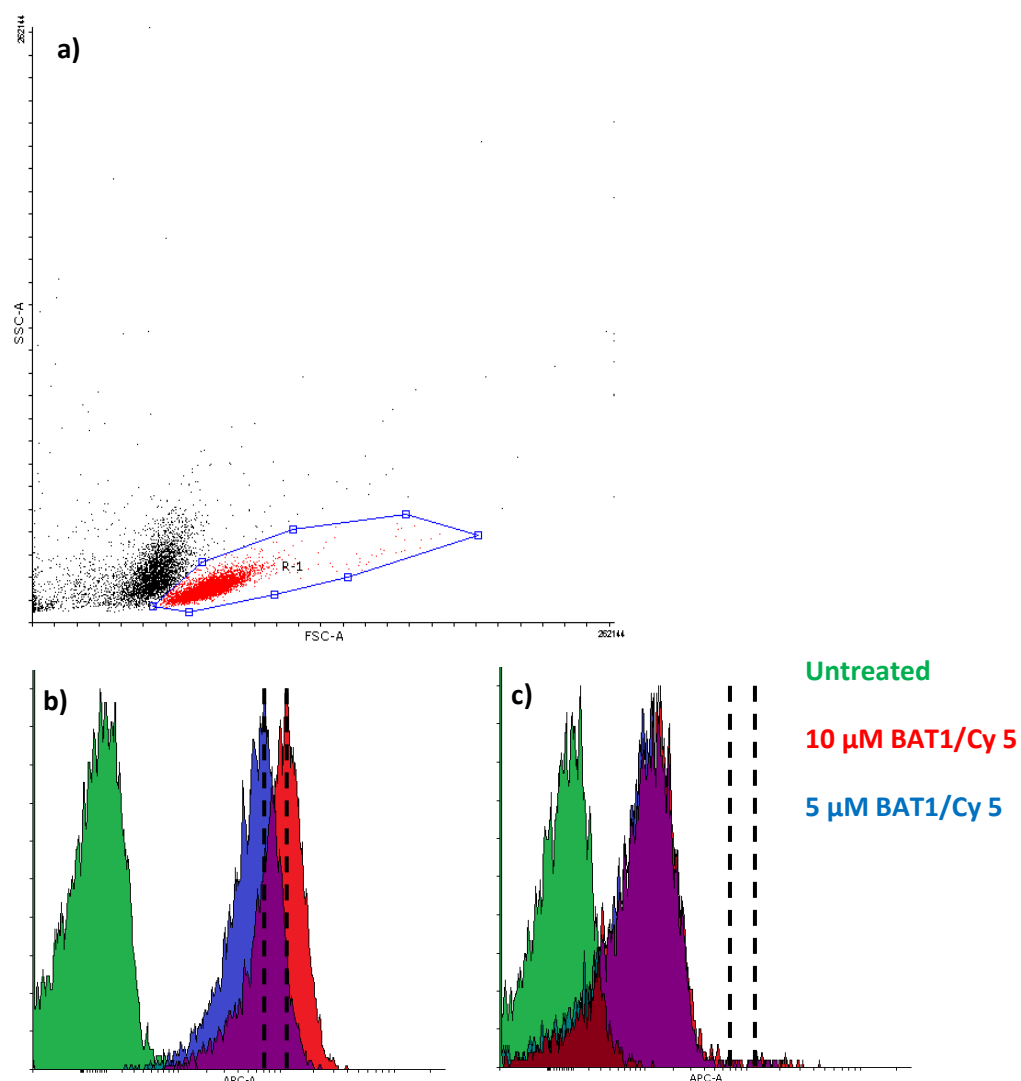 262144
a)
SSC-A
R-1
FSC-A
262144
b)
c)
Untreated
10 µM BAT1/Cy 5
5 µM BAT1/Cy 5
APC-A
APC-A